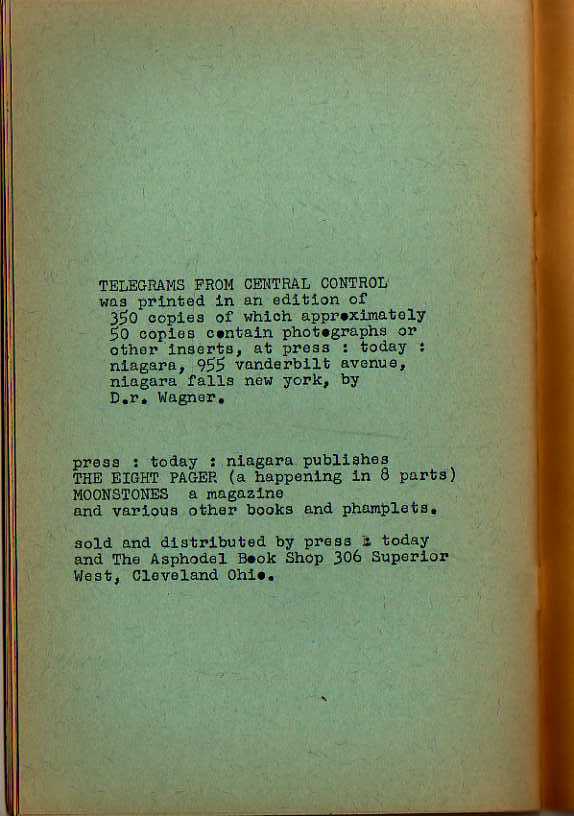 TELEGRAMS FROM CENTRAL CONTROL
was printed in an edition of
350 copies of which approximately
50 copies contain photographs or
other inserts, at press : today :
niagara, 955 vanderbilt avenue,
niagara falls new york, by
D.r. Wagner.
press : today : niagara publishes
THE EIGHT PAGER (a happening in 8 parts)
MOONSTONES a magazine
and various other books and phamplets.
sold and distributed by press : today
and The Asphodel Book Shop 306 Superior
West, Cleveland Ohio.